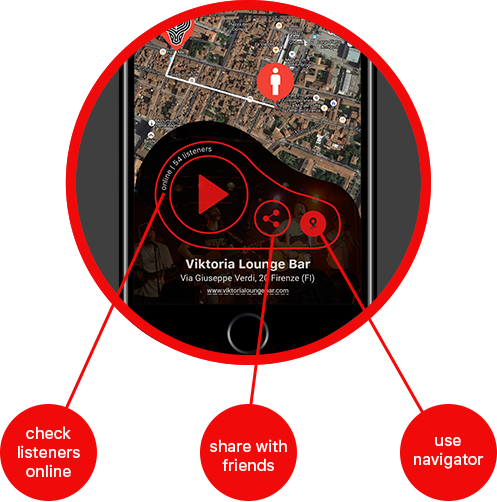 online | 54 listeners
Viktoria Lounge Bar
Via Giuseppe Verdi, 20 Firenze (FI)
www.viktorialoungebar.com
check
listeners
online
share with
friends
use
navigator